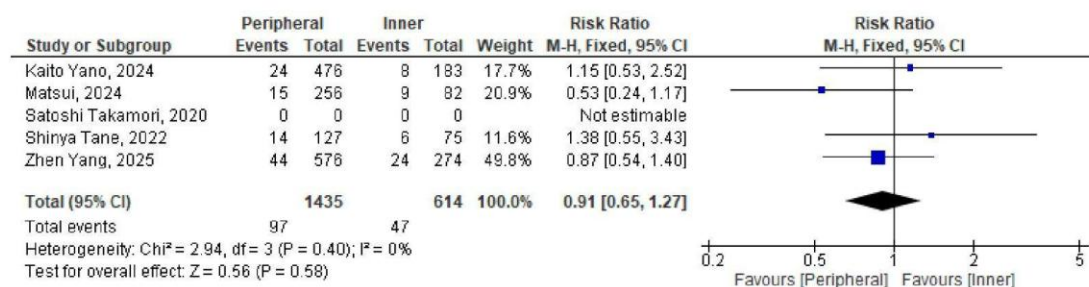 Peripheral Inner Risk Ratio Risk Ratio
Study or Subgroup Events Total Events Total Weight M-H, Fixed, 95% CI M-H, Fixed, 95% CI
Kaito Yano, 2024 24 476 8 183 17.7% 1.15 [0.53, 2.52]
Matsui, 2024 15 256 9 82 20.9% 0.53 [0.24, 1.17]
Satoshi Takamori, 2020 0 0 0 0 Not estimable
Shinya Tane, 2022 14 127 6 75 11.6% 1.38 [0.55, 3.43]
Zhen Yang, 2025 44 576 24 274 49.8% 0.87 [0.54, 1.40]
Total (95% CI) 1435 614 100.0% 0.91 [0.65, 1.27]
Total events 97 47
Heterogeneity: Chi² = 2.94, df = 3 (P = 0.40); I² = 0%
Test for overall effect: Z = 0.56 (P = 0.58)
0.2 0.5 1 2 5
Favours [Peripheral] Favours [Inner]